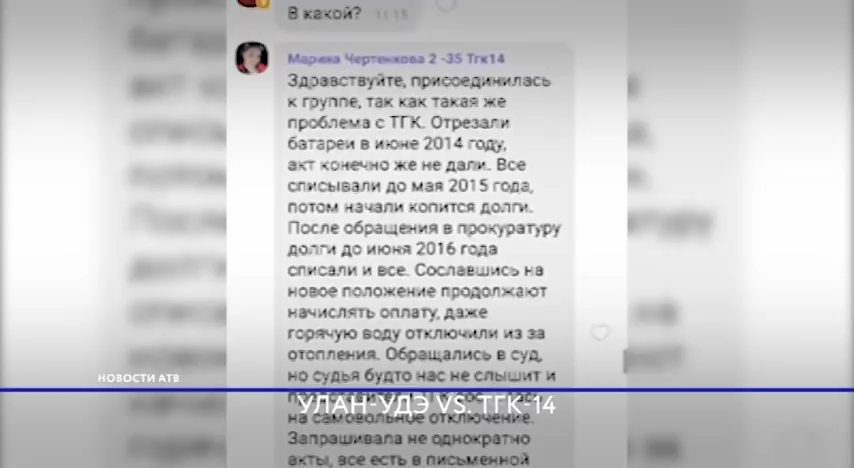 В какой?
11:15
Марина Чертенкова 2 -35 Тгк14
Здравствуйте, присоединилась
к группе, так как такая же
проблема с ТГК. Отрезали
батареи в июне 2014 году,
акт конечно же не дали. Все
списывали до мая 2015 года,
потом начали копится долги.
После обращения в прокуратуру
долги до июня 2016 года
списали и все. Сославшись на
новое положение продолжают
начислять оплату, даже
горячую воду отключили из за
отопления. Обращались в суд,
но судья будто нас не слышит и
на самовольное отключение.
Запрашивала не однократно
акты, все есть в письменной
НОВОСТИ АТВ
УЛАН-УДЭ VS. ТГК-14